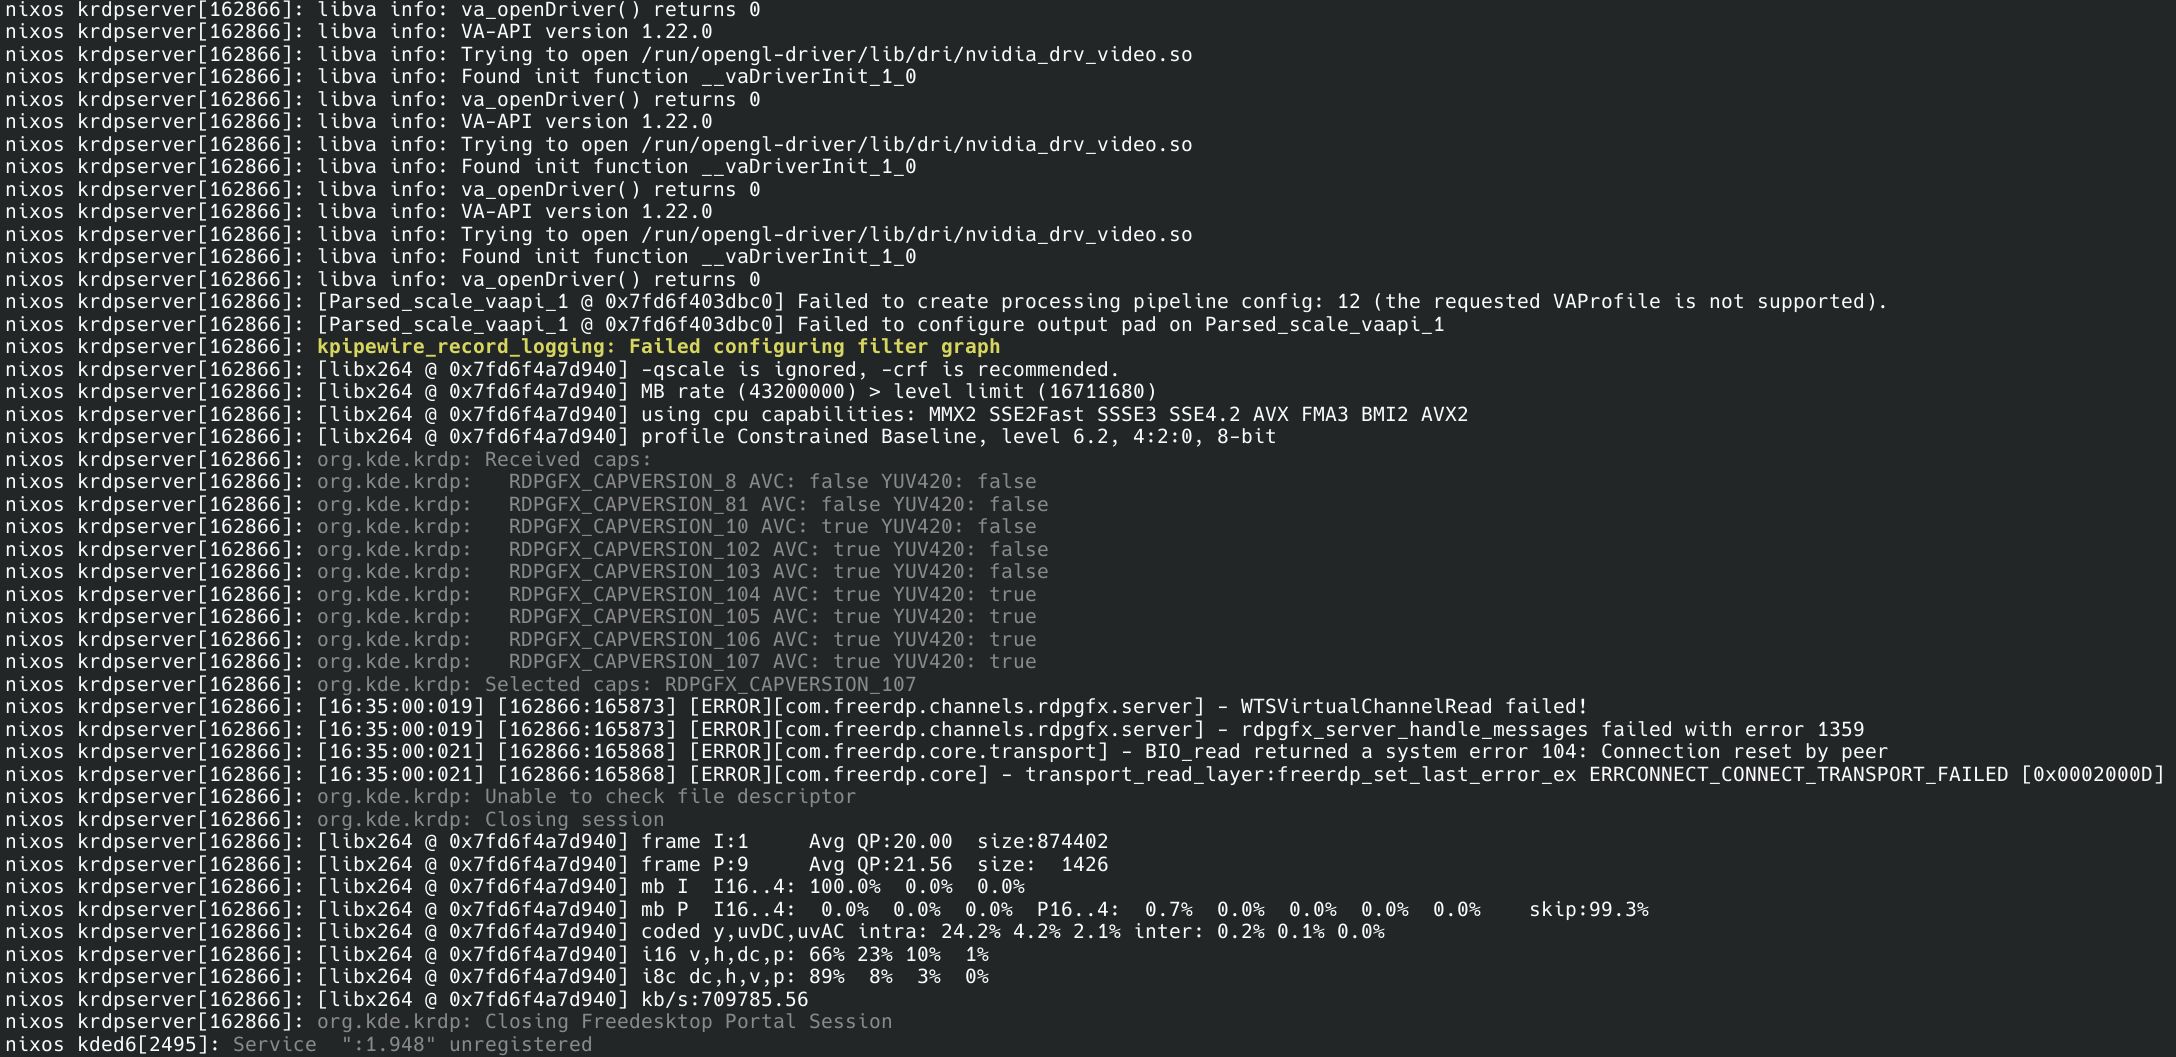 nixos krdpserver[162866]: libva info: va_openDriver() returns 0
nixos krdpserver[162866]: libva info: VA-API version 1.22.0
nixos krdpserver[162866]: libva info: Trying to open /run/opengl-driver/lib/dri/nvidia_drv_video.so
nixos krdpserver[162866]: libva info: Found init function __vaDriverInit_1_0
nixos krdpserver[162866]: libva info: va_openDriver() returns 0
nixos krdpserver[162866]: libva info: VA-API version 1.22.0
nixos krdpserver[162866]: libva info: Trying to open /run/opengl-driver/lib/dri/nvidia_drv_video.so
nixos krdpserver[162866]: libva info: Found init function __vaDriverInit_1_0
nixos krdpserver[162866]: libva info: va_openDriver() returns 0
nixos krdpserver[162866]: libva info: VA-API version 1.22.0
nixos krdpserver[162866]: libva info: Trying to open /run/opengl-driver/lib/dri/nvidia_drv_video.so
nixos krdpserver[162866]: libva info: Found init function __vaDriverInit_1_0
nixos krdpserver[162866]: libva info: va_openDriver() returns 0
nixos krdpserver[162866]: [Parsed_scale_vaapi_1 @ 0x7fd6f403dbc0] Failed to create processing pipeline config: 12 (the requested VAProfile is not supported).
nixos krdpserver[162866]: [Parsed_scale_vaapi_1 @ 0x7fd6f403dbc0] Failed to configure output pad on Parsed_scale_vaapi_1
nixos krdpserver[162866]: kpipewire_record_logging: Failed configuring filter graph
nixos krdpserver[162866]: [libx264 @ 0x7fd6f4a7d940] -qscale is ignored, -crf is recommended.
nixos krdpserver[162866]: [libx264 @ 0x7fd6f4a7d940] MB rate (43200000) > level limit (16711680)
nixos krdpserver[162866]: [libx264 @ 0x7fd6f4a7d940] using cpu capabilities: MMX2 SSE2Fast SSSE3 SSE4.2 AVX FMA3 BMI2 AVX2
nixos krdpserver[162866]: [libx264 @ 0x7fd6f4a7d940] profile Constrained Baseline, level 6.2, 4:2:0, 8-bit
nixos krdpserver[162866]: org.kde.krdp: Received caps:
nixos krdpserver[162866]: org.kde.krdp:   RDPGFX_CAPVERSION_8 AVC: false YUV420: false
nixos krdpserver[162866]: org.kde.krdp:   RDPGFX_CAPVERSION_81 AVC: false YUV420: false
nixos krdpserver[162866]: org.kde.krdp:   RDPGFX_CAPVERSION_10 AVC: true YUV420: false
nixos krdpserver[162866]: org.kde.krdp:   RDPGFX_CAPVERSION_102 AVC: true YUV420: false
nixos krdpserver[162866]: org.kde.krdp:   RDPGFX_CAPVERSION_103 AVC: true YUV420: false
nixos krdpserver[162866]: org.kde.krdp:   RDPGFX_CAPVERSION_104 AVC: true YUV420: true
nixos krdpserver[162866]: org.kde.krdp:   RDPGFX_CAPVERSION_105 AVC: true YUV420: true
nixos krdpserver[162866]: org.kde.krdp:   RDPGFX_CAPVERSION_106 AVC: true YUV420: true
nixos krdpserver[162866]: org.kde.krdp:   RDPGFX_CAPVERSION_107 AVC: true YUV420: true
nixos krdpserver[162866]: org.kde.krdp: Selected caps: RDPGFX_CAPVERSION_107
nixos krdpserver[162866]: [16:35:00:019] [162866:165873] [ERROR][com.freerdp.channels.rdpgfx.server] - WTSVirtualChannelRead failed!
nixos krdpserver[162866]: [16:35:00:019] [162866:165873] [ERROR][com.freerdp.channels.rdpgfx.server] - rdpgfx_server_handle_messages failed with error 1359
nixos krdpserver[162866]: [16:35:00:021] [162866:165868] [ERROR][com.freerdp.core.transport] - BIO_read returned a system error 104: Connection reset by peer
nixos krdpserver[162866]: [16:35:00:021] [162866:165868] [ERROR][com.freerdp.core] - transport_read_layer:freerdp_set_last_error_ex ERRCONNECT_CONNECT_TRANSPORT_FAILED [0x0002000D]
nixos krdpserver[162866]: org.kde.krdp: Unable to check file descriptor
nixos krdpserver[162866]: org.kde.krdp: Closing session
nixos krdpserver[162866]: [libx264 @ 0x7fd6f4a7d940] frame I:1     Avg QP:20.00  size:874402
nixos krdpserver[162866]: [libx264 @ 0x7fd6f4a7d940] frame P:9     Avg QP:21.56  size:  1426
nixos krdpserver[162866]: [libx264 @ 0x7fd6f4a7d940] mb I  I16..4: 100.0%  0.0%  0.0%
nixos krdpserver[162866]: [libx264 @ 0x7fd6f4a7d940] mb P  I16..4:  0.0%  0.0%  0.0%  P16..4:  0.7%  0.0%  0.0%  0.0%  0.0%    skip:99.3%
nixos krdpserver[162866]: [libx264 @ 0x7fd6f4a7d940] coded y,uvDC,uvAC intra: 24.2% 4.2% 2.1% inter: 0.2% 0.1% 0.0%
nixos krdpserver[162866]: [libx264 @ 0x7fd6f4a7d940] i16 v,h,dc,p: 66% 23% 10%  1%
nixos krdpserver[162866]: [libx264 @ 0x7fd6f4a7d940] i8c dc,h,v,p: 89%  8%  3%  0%
nixos krdpserver[162866]: [libx264 @ 0x7fd6f4a7d940] kb/s:709785.56
nixos krdpserver[162866]: org.kde.krdp: Closing Freedesktop Portal Session
nixos kded6[2495]: Service  ":1.948" unregistered